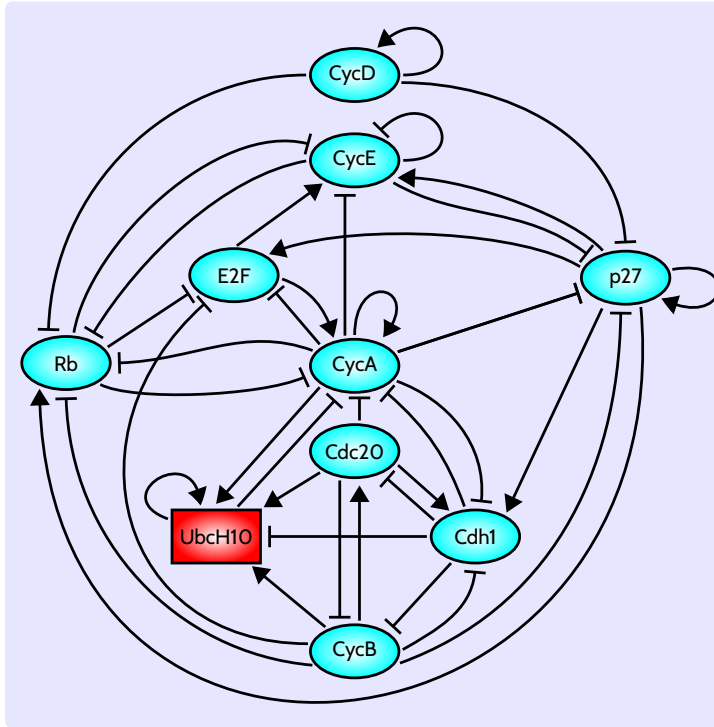 CycD
CycE
E2F
p27
Rb
CycA
Cdc20
UbcH10
Cdh1
CycB